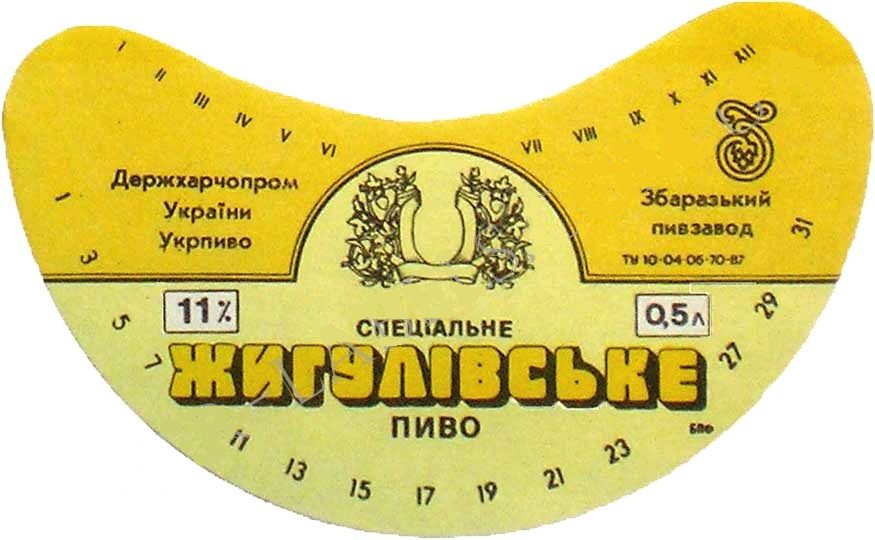 I II III IV V VI VII VIII IX X XI XII
Держхарчопром
України
Укрпиво
Збаразький
пивзавод
ТУ 10-04-06-70-87
11%
0,5л
СПЕЦІАЛЬНЕ
ЖИГУЛІВСЬКЕ
ПИВО
БПФ
1 3 5 7 11 13 15 17 19 21 23 27 29 31